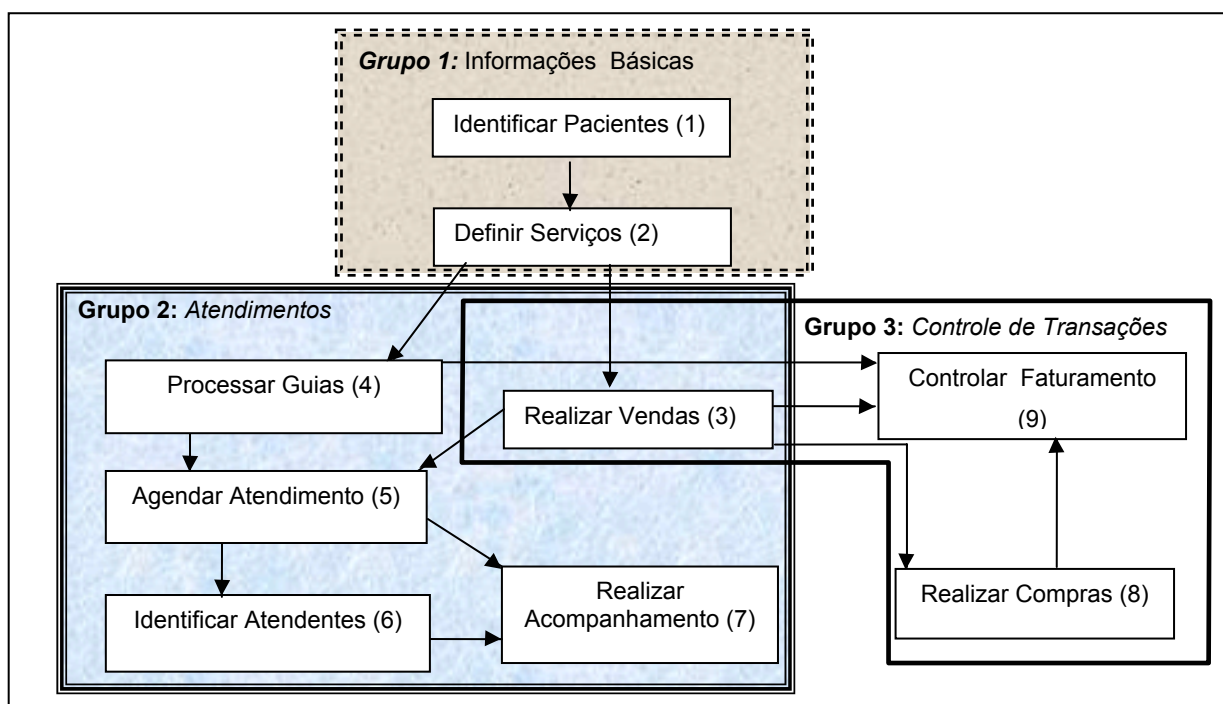 Grupo 1: Informações Básicas
Identificar Pacientes (1)
Definir Serviços (2)
Grupo 2: Atendimentos
Grupo 3: Controle de Transações
Processar Guias (4)
Realizar Vendas (3)
Controlar Faturamento
(9)
Agendar Atendimento (5)
Identificar Atendentes (6)
Realizar
Acompanhamento (7)
Realizar Compras (8)